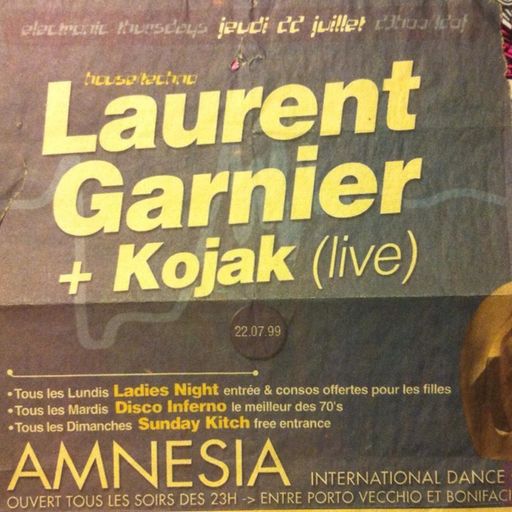 electronic thursdays jeudi 22 juillet
house/techno
Laurent
Garnier
+ Kojak (live)
22.07.99
• Tous les Lundis Ladies Night entrée & consos offertes pour les filles
• Tous les Mardis Disco Inferno le meilleur des 70's
• Tous les Dimanches Sunday Kitch free entrance
AMNESIA INTERNATIONAL DANCE
OUVERT TOUS LES SOIRS DES 23H -> ENTRE PORTO VECCHIO ET BONIFACI